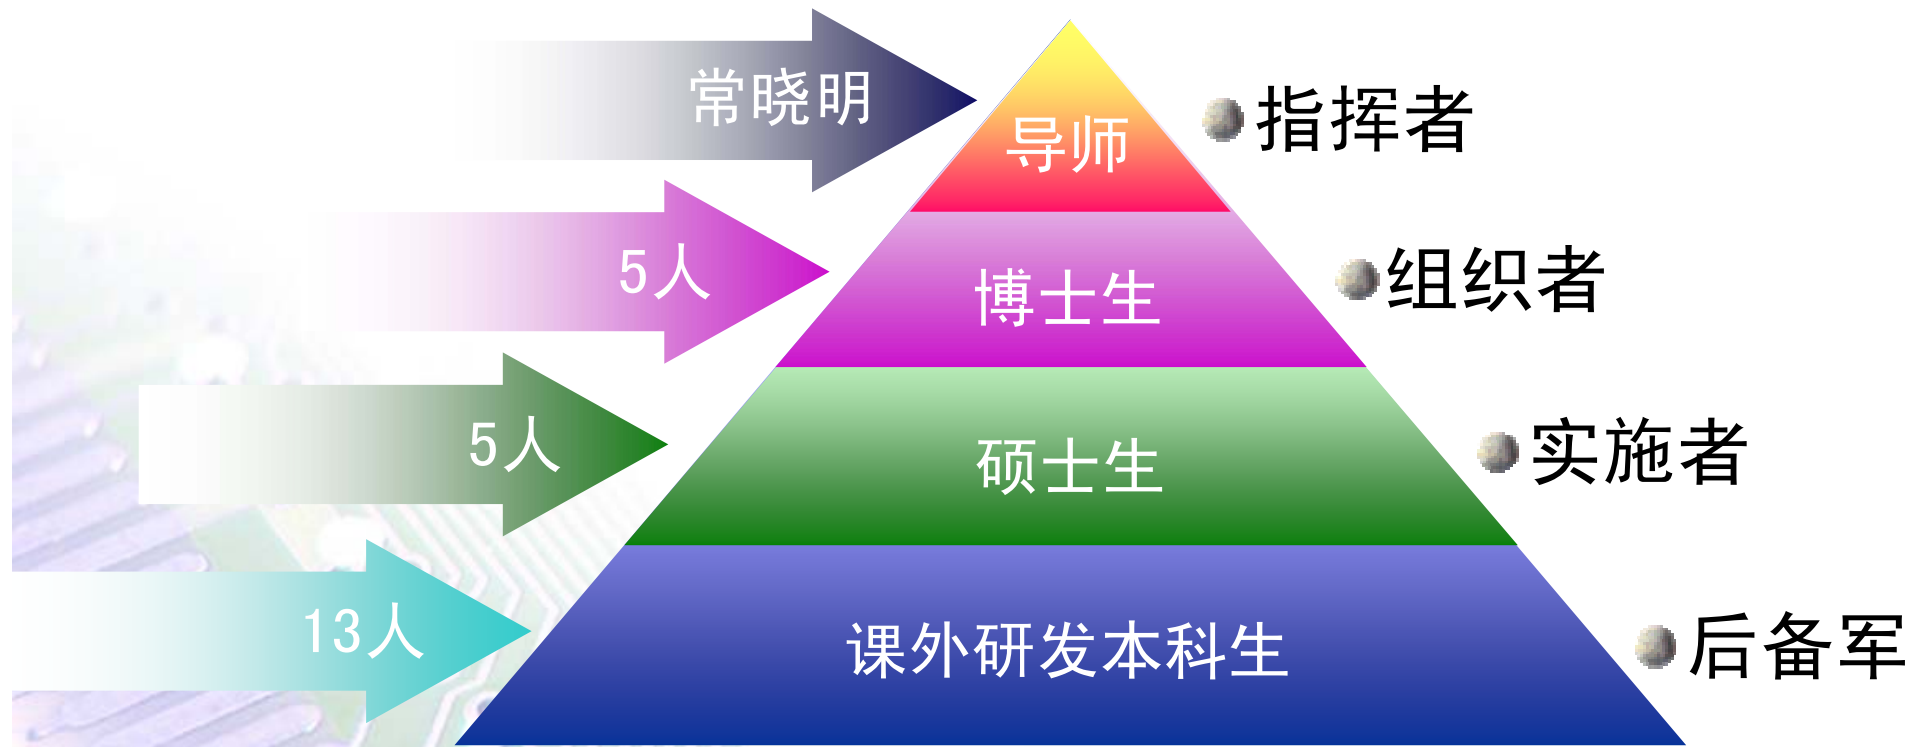 常晓明
导师
指挥者
5人
博士生
组织者
5人
硕士生
实施者
13人
课外研发本科生
后备军